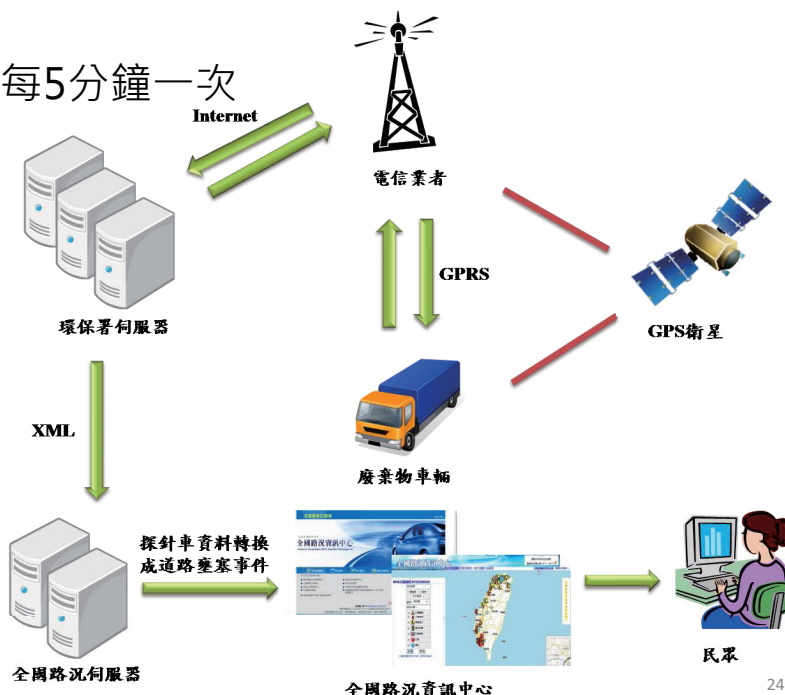 每5分鐘一次
Internet
電信業者
GPRS
GPS衛星
環保署伺服器
XML
廢棄物車輛
探針車資料轉換
成道路壅塞事件
全國路況資訊中心
全國路況伺服器
全國路況資訊中心
民眾
24